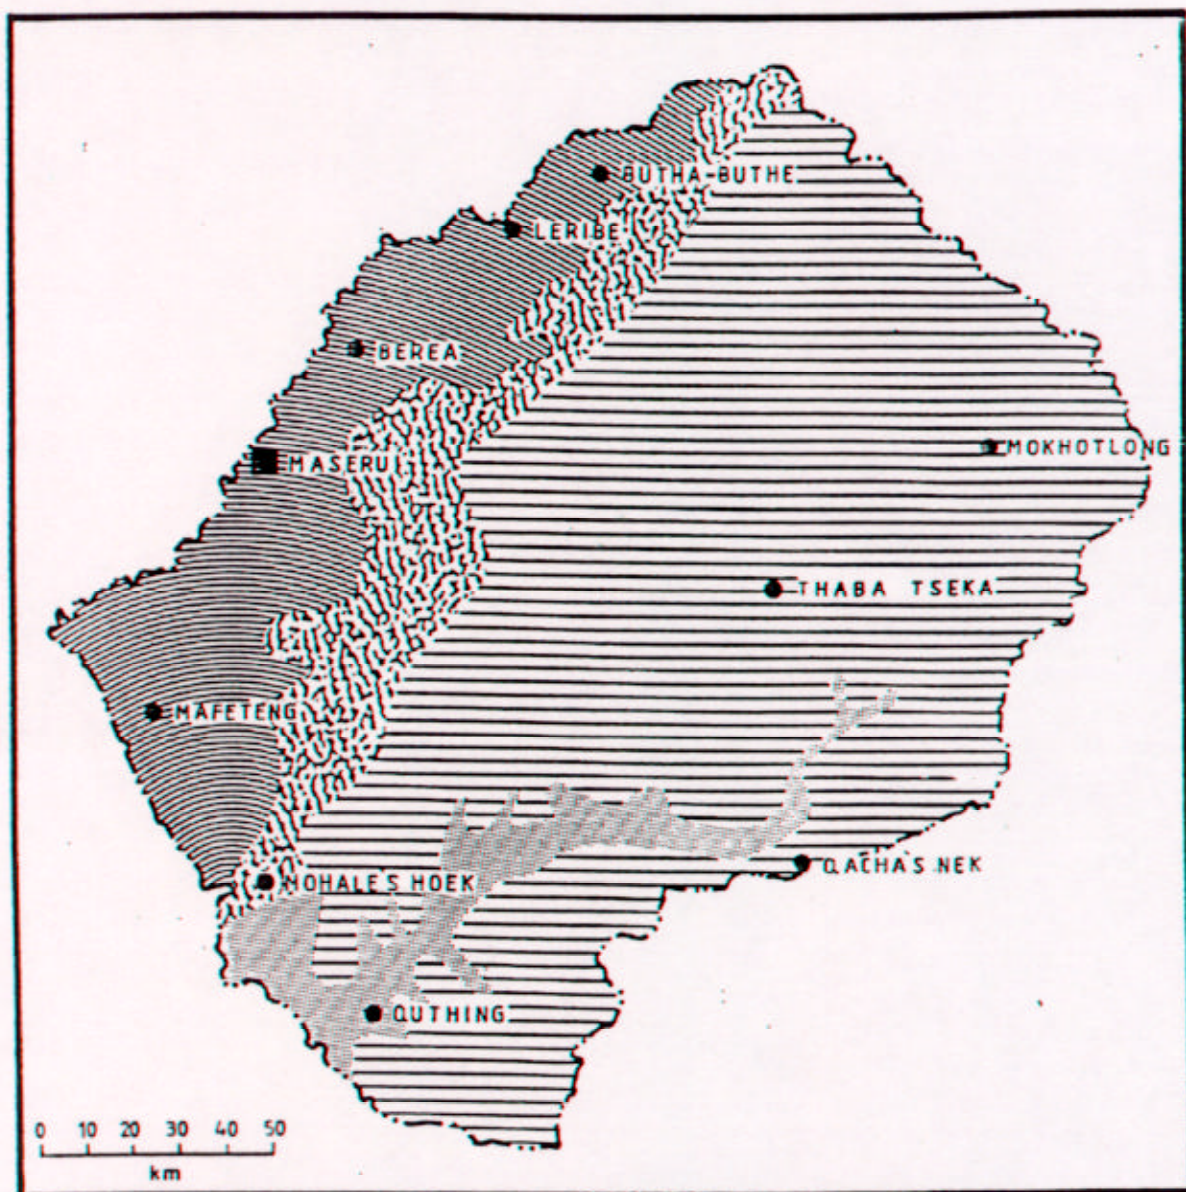 BUTHA-BUTHE
LERIBE
BEREA
MASERU
MOKHOTLONG
THABA TSEKA
MAFETENG
QACHA'S NEK
MOHALE'S HOEK
QUTHING
0 10 20 30 40 50
km